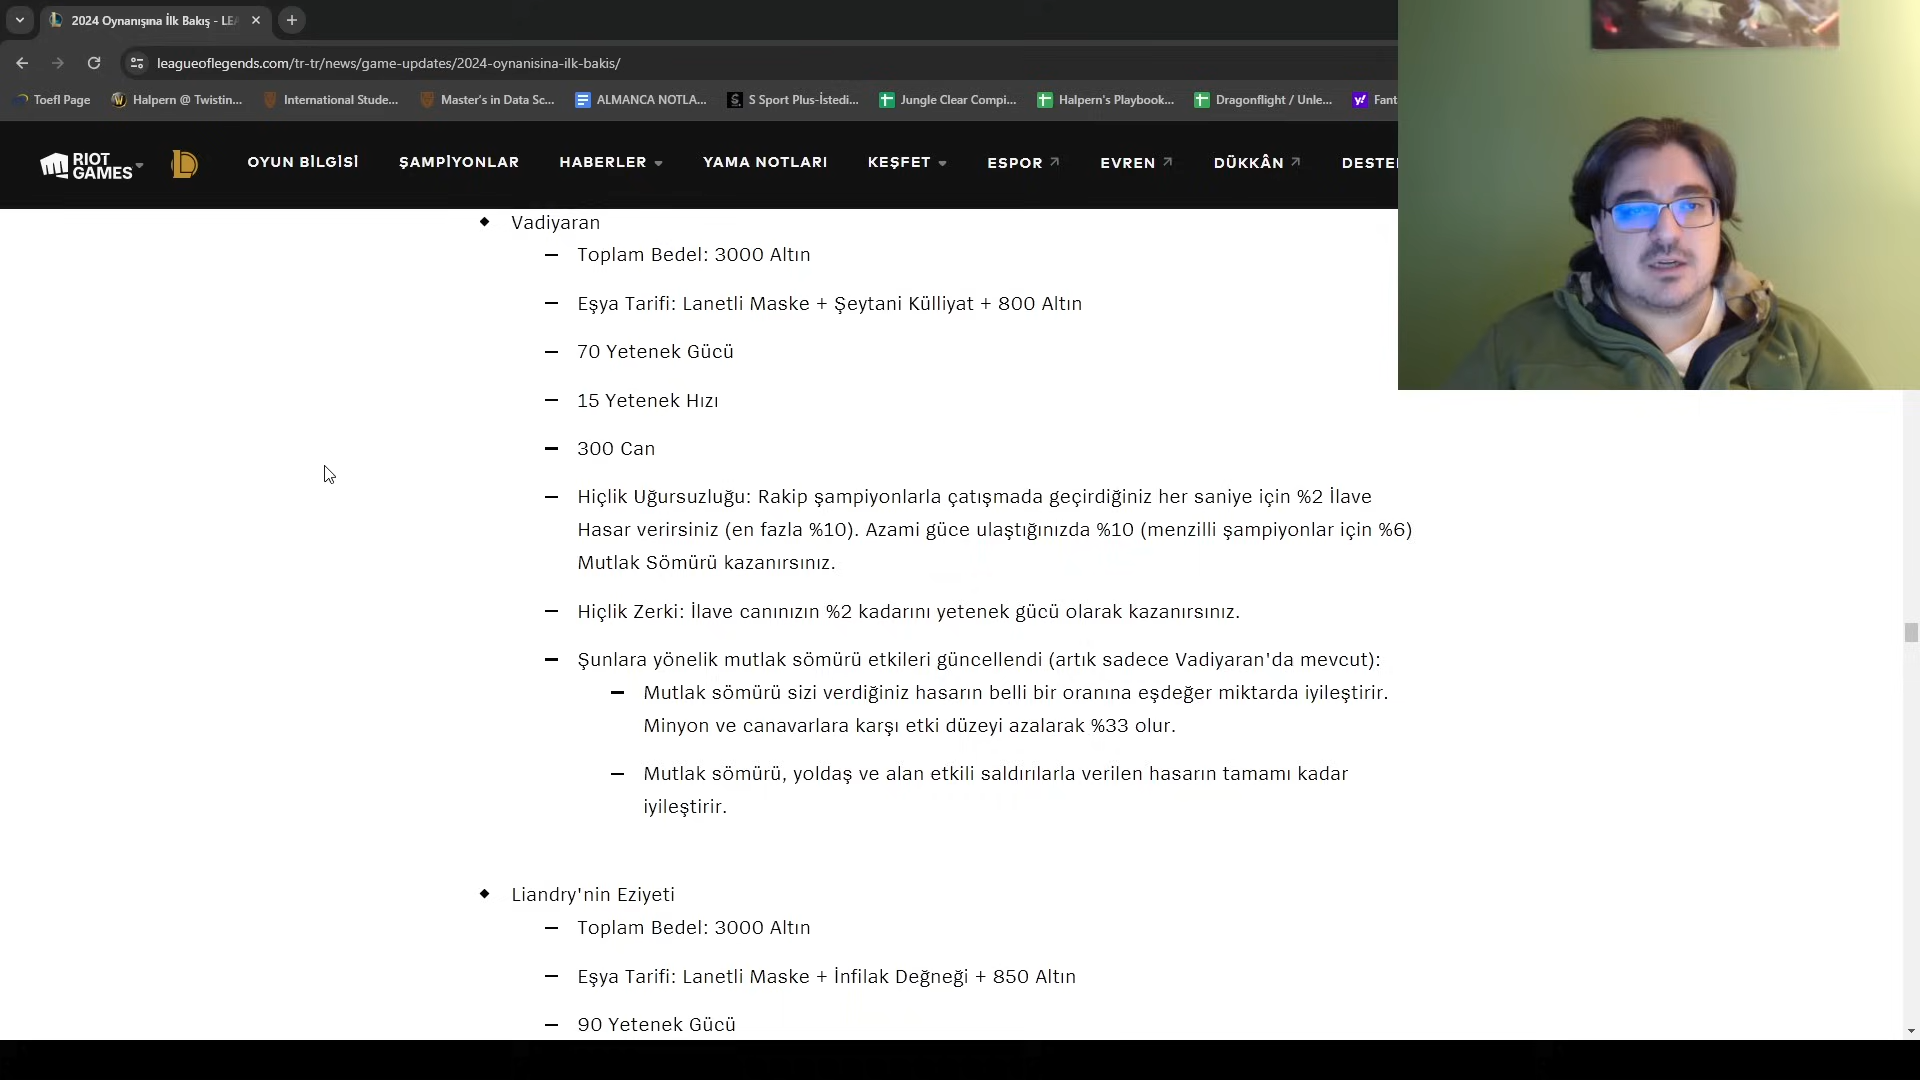 2024 Oynanışına İlk Bakış - LEA
leagueoflegends.com/tr-tr/news/game-updates/2024-oynanisina-ilk-bakis/
Toefl Page
Halpern @ Twistin...
International Stude...
Master's in Data Sc...
ALMANCA NOTLA...
S Sport Plus-İstedi...
Jungle Clear Compi...
Halpern's Playbook...
Dragonflight / Unle...
Fant
RIOT GAMES
OYUN BİLGİSİ
ŞAMPİYONLAR
HABERLER
YAMA NOTLARI
KEŞFET
ESPOR
EVREN
DÜKKÂN
DESTE
Vadiyaran
Toplam Bedel: 3000 Altın
Eşya Tarifi: Lanetli Maske + Şeytani Külliyat + 800 Altın
70 Yetenek Gücü
15 Yetenek Hızı
300 Can
Hiçlik Uğursuzluğu: Rakip şampiyonlarla çatışmada geçirdiğiniz her saniye için %2 İlave
Hasar verirsiniz (en fazla %10). Azami güce ulaştığınızda %10 (menzilli şampiyonlar için %6)
Mutlak Sömürü kazanırsınız.
Hiçlik Zerki: İlave canınızın %2 kadarını yetenek gücü olarak kazanırsınız.
Şunlara yönelik mutlak sömürü etkileri güncellendi (artık sadece Vadiyaran'da mevcut):
Mutlak sömürü sizi verdiğiniz hasarın belli bir oranına eşdeğer miktarda iyileştirir.
Minyon ve canavarlara karşı etki düzeyi azalarak %33 olur.
Mutlak sömürü, yoldaş ve alan etkili saldırılarla verilen hasarın tamamı kadar
iyileştirir.
Liandry'nin Eziyeti
Toplam Bedel: 3000 Altın
Eşya Tarifi: Lanetli Maske + İnfilak Değneği + 850 Altın
90 Yetenek Gücü